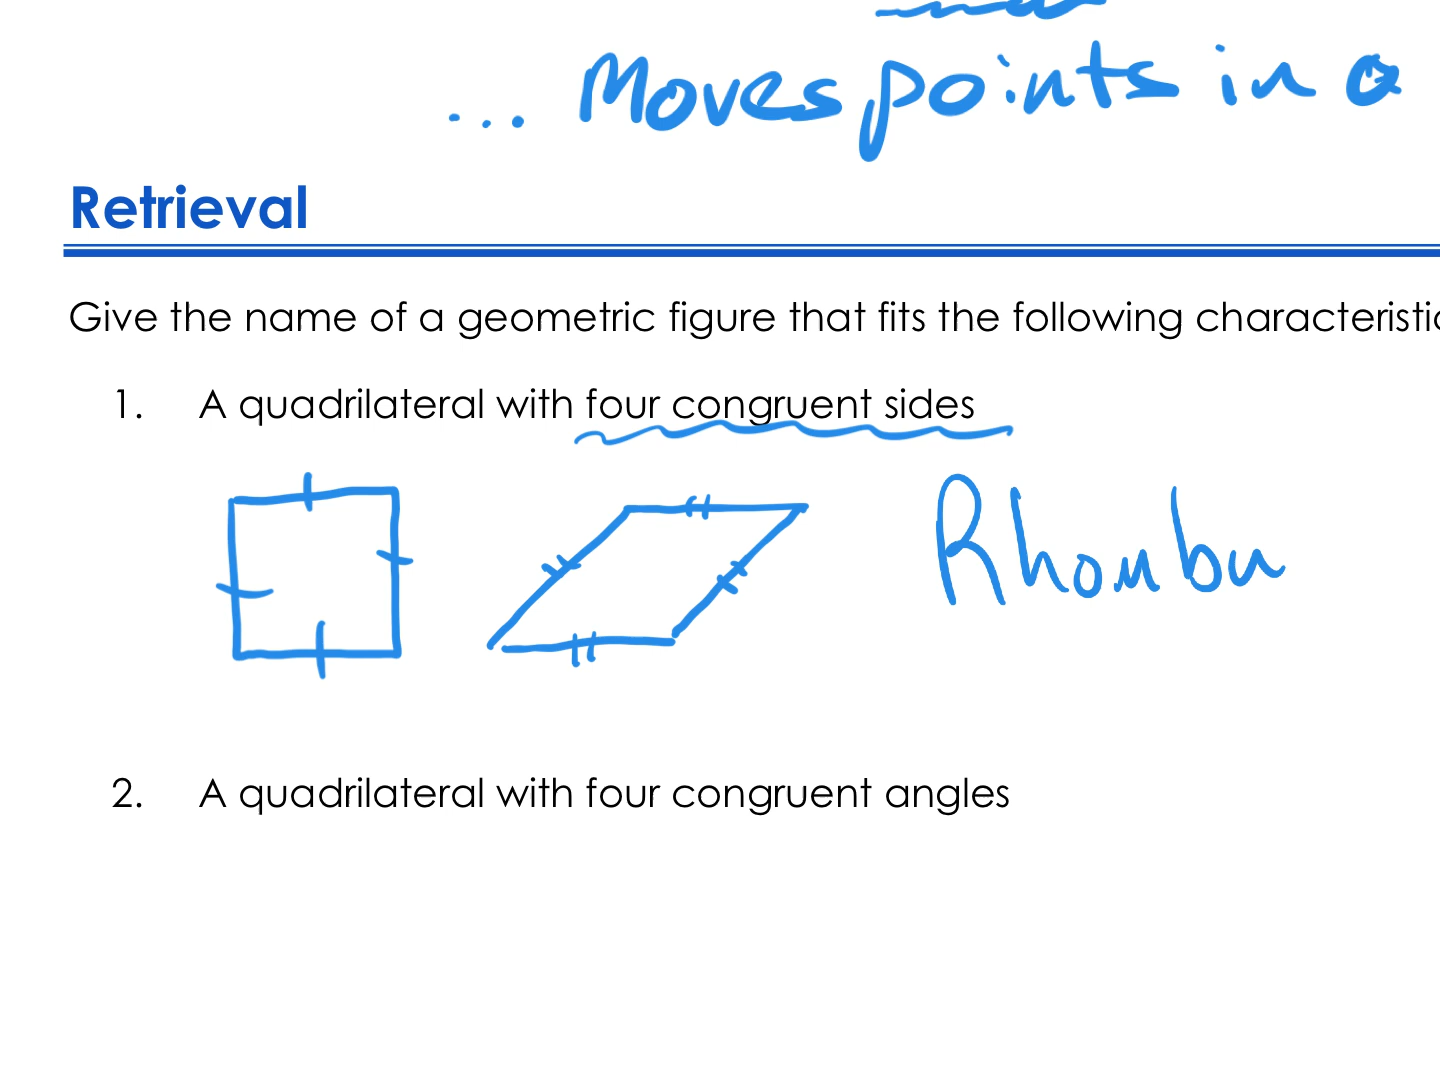 ... Moves points in a
Retrieval
Give the name of a geometric figure that fits the following characteristic
1. A quadrilateral with four congruent sides
Rhombu
2. A quadrilateral with four congruent angles